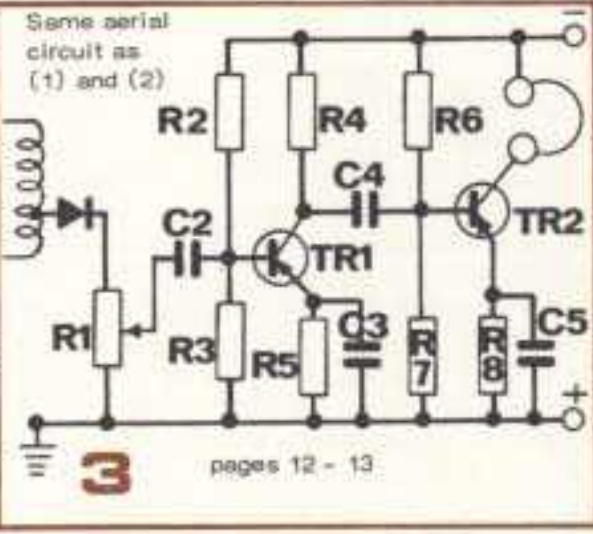 Same aerial
circuit as
(1) and (2)
−
R2
R4
R6
C4
C2
TR1
TR2
R1
R3
R5
C3
R
7
R
8
C5
+
3
pages 12 - 13